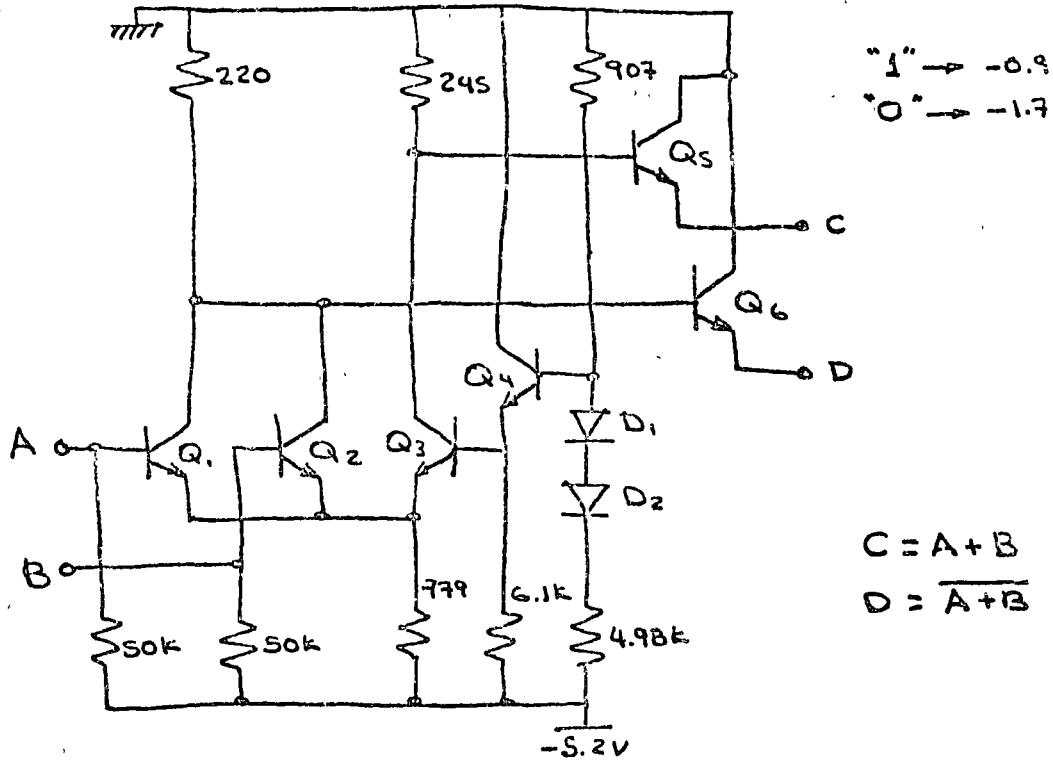 220
245
907
"1" → -0.9
"0" → -1.7
Q5
C
Q6
D
Q4
A
Q1
Q2
Q3
D1
D2
B
C = A + B
D = \overline{A+B}
50k
50k
779
6.1k
4.98k
-5.2V